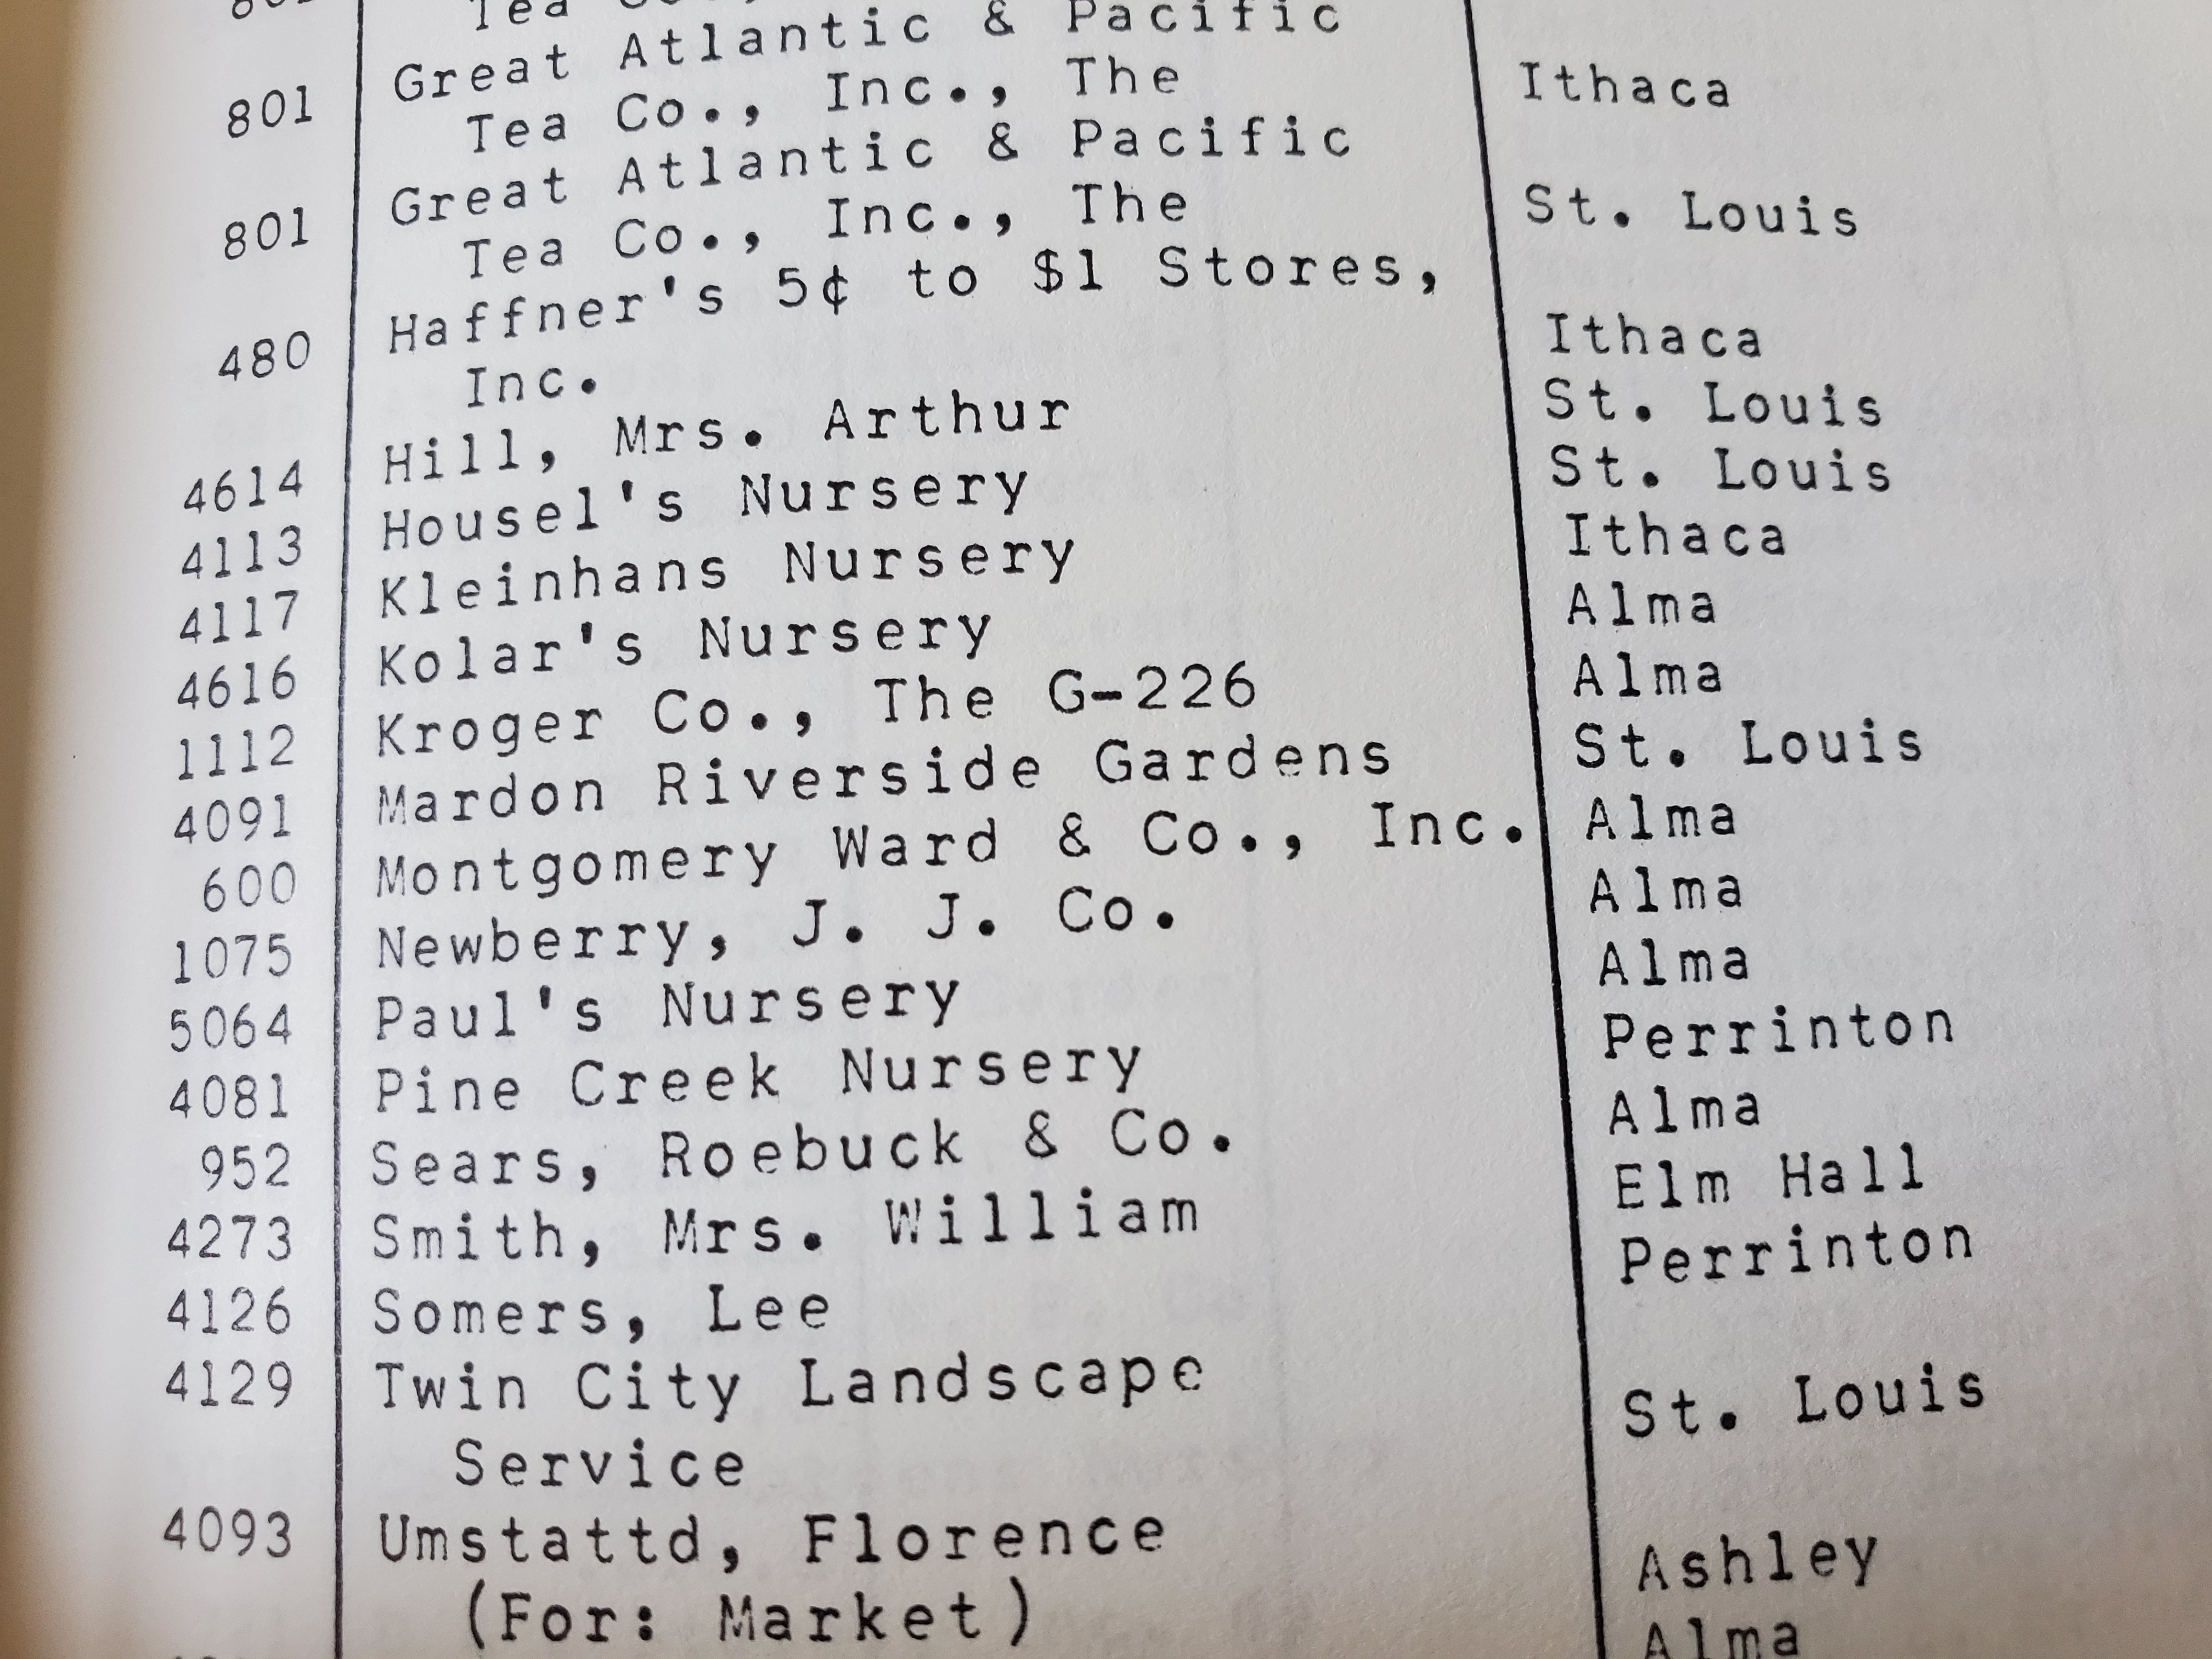 Tea
Great Atlantic & Pacific
801 Tea Co., Inc., The Ithaca
Great Atlantic & Pacific
801 Tea Co., Inc., The St. Louis
480 Haffner's 5¢ to $1 Stores,
Inc. Ithaca
4614 Hill, Mrs. Arthur St. Louis
4113 Housel's Nursery St. Louis
4117 Kleinhans Nursery Ithaca
4616 Kolar's Nursery Alma
1112 Kroger Co., The G-226 Alma
4091 Mardon Riverside Gardens St. Louis
600 Montgomery Ward & Co., Inc. Alma
1075 Newberry, J. J. Co. Alma
5064 Paul's Nursery Alma
4081 Pine Creek Nursery Perrinton
952 Sears, Roebuck & Co. Alma
4273 Smith, Mrs. William Elm Hall
4126 Somers, Lee Perrinton
4129 Twin City Landscape
Service St. Louis
4093 Umstattd, Florence
(For: Market) Ashley
Alma